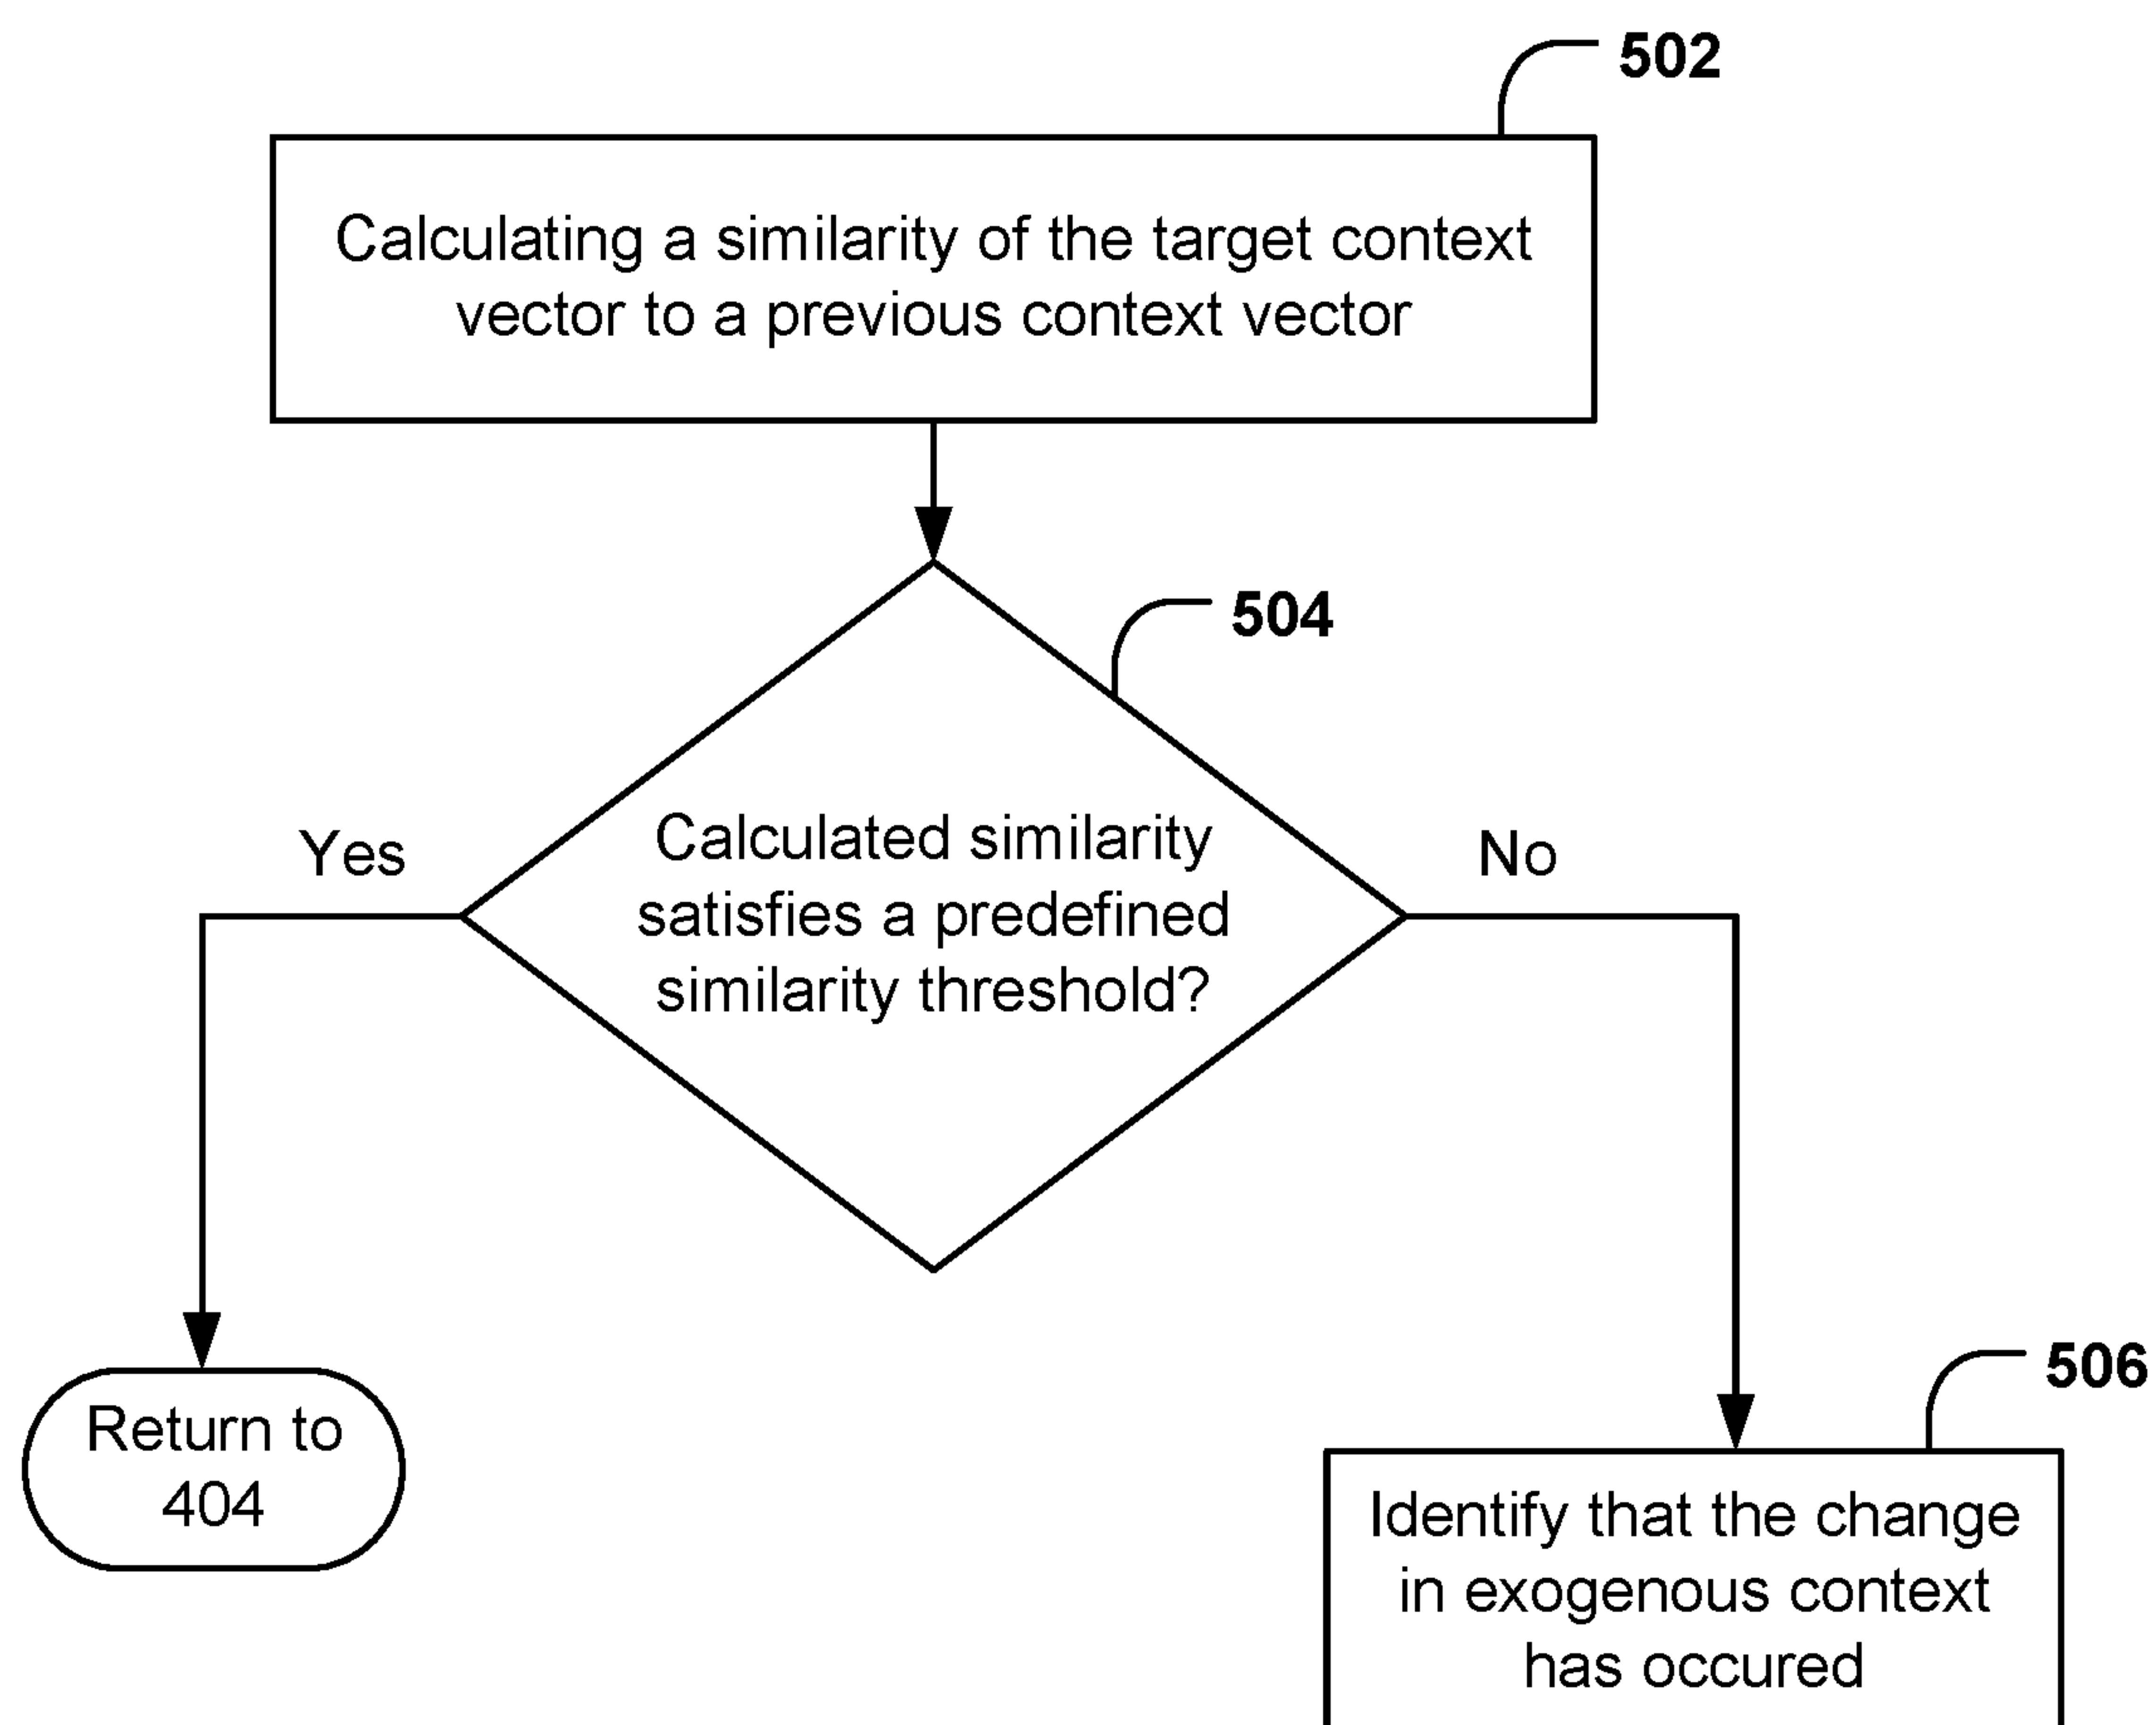 502
Calculating a similarity of the target context
vector to a previous context vector
504
Calculated similarity
satisfies a predefined
similarity threshold?
Yes
No
Return to
404
506
Identify that the change
in exogenous context
has occured